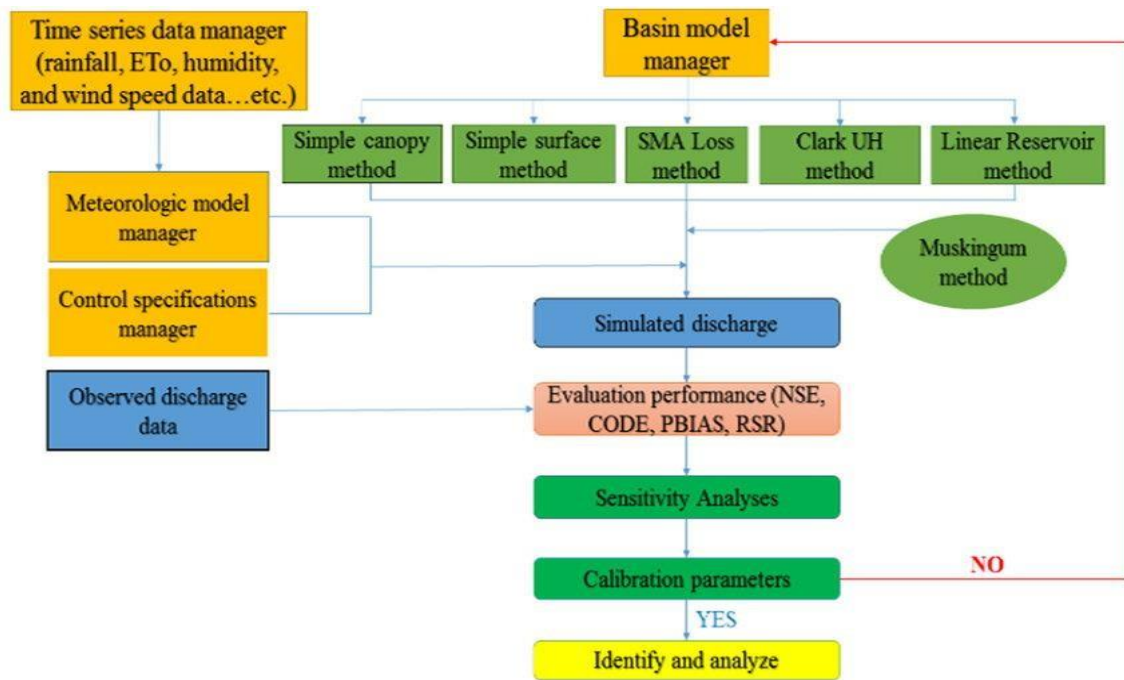 Time series data manager
(rainfall, ETo, humidity,
and wind speed data…etc.)
Basin model
manager
Simple canopy
method
Simple surface
method
SMA Loss
method
Clark UH
method
Linear Reservoir
method
Meteorologic model
manager
Muskingum
method
Control specifications
manager
Simulated discharge
Observed discharge
data
Evaluation performance (NSE,
CODE, PBIAS, RSR)
Sensitivity Analyses
Calibration parameters
NO
YES
Identify and analyze